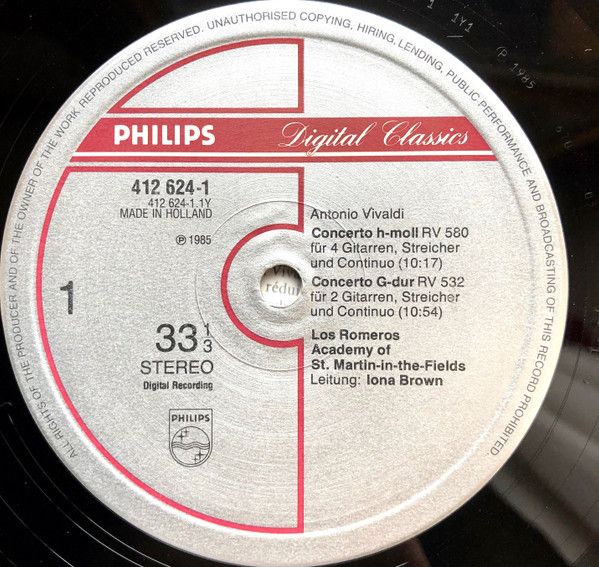 ALL RIGHTS OF THE PRODUCER AND OF THE OWNER OF THE WORK REPRODUCED RESERVED. UNAUTHORISED COPYING, HIRING, LENDING, PUBLIC PERFORMANCE AND BROADCASTING OF THIS RECORD PROHIBITED.
1Y1
℗ 1985
PHILIPS Digital Classics
412 624-1
412 624-1.1Y
MADE IN HOLLAND
℗ 1985
1
33 1/3
STEREO
Digital Recording
PHILIPS
Antonio Vivaldi
Concerto h-moll RV 580
für 4 Gitarren, Streicher
und Continuo (10:17)
Concerto G-dur RV 532
für 2 Gitarren, Streicher
und Continuo (10:54)
Los Romeros
Academy of
St. Martin-in-the-Fields
Leitung: Iona Brown
rédui